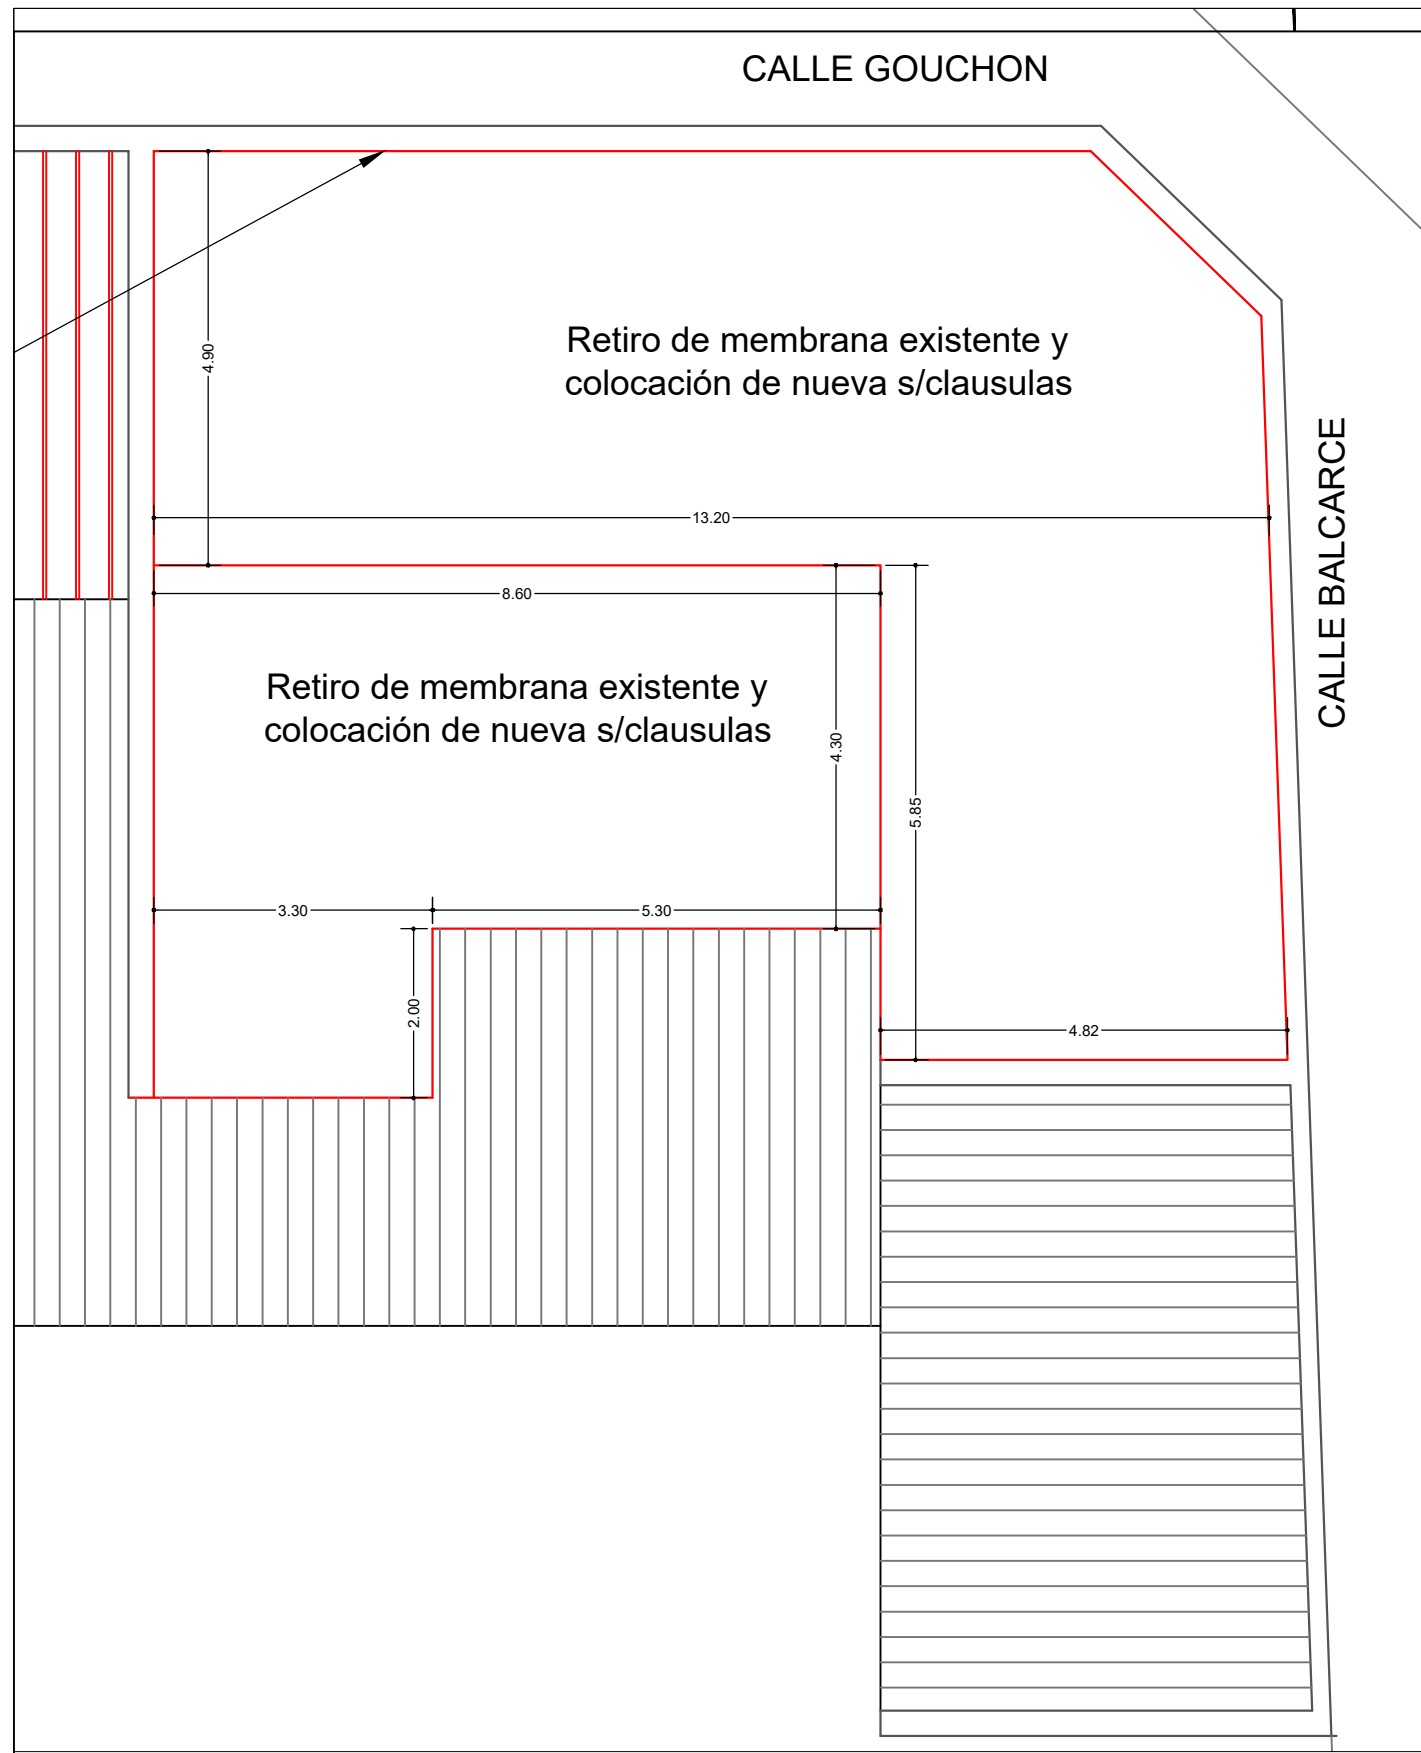 CALLE GOUCHON
4.90
Retiro de membrana existente y
colocación de nueva s/clausulas
CALLE BALCARCE
13.20
8.60
Retiro de membrana existente y
colocación de nueva s/clausulas
4.30
5.85
3.30
5.30
2.00
4.82